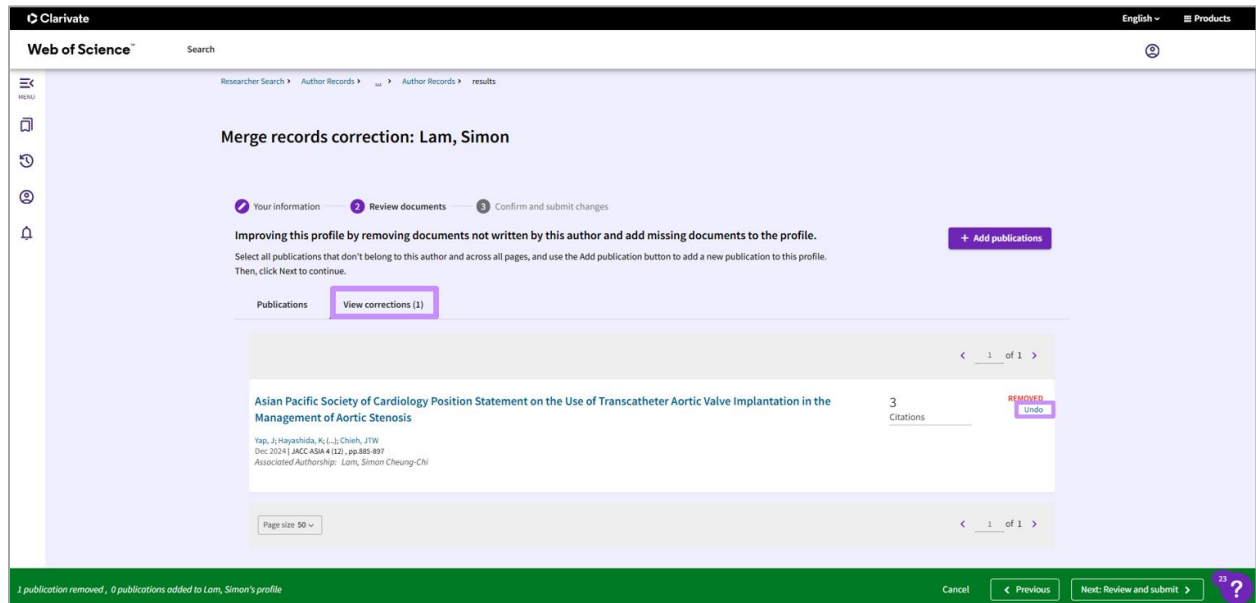 Clarivate
English
Products
Web of Science™
Search
MENU
Researcher Search > Author Records > ... > Author Records > results
Merge records correction: Lam, Simon
Your information
2 Review documents
3 Confirm and submit changes
Improving this profile by removing documents not written by this author and add missing documents to the profile.
+ Add publications
Select all publications that don't belong to this author and across all pages, and use the Add publication button to add a new publication to this profile.
Then, click Next to continue.
Publications
View corrections (1)
< 1 of 1 >
Asian Pacific Society of Cardiology Position Statement on the Use of Transcatheter Aortic Valve Implantation in the
Management of Aortic Stenosis
3
Citations
REMOVED
Undo
Yap, J; Hayashida, K; (...); Chieh, JTW
Dec 2024 | JACC-ASIA 4 (12) , pp.885-897
Associated Authorship: Lam, Simon Cheung-Chi
Page size 50
< 1 of 1 >
1 publication removed , 0 publications added to Lam, Simon's profile
Cancel
< Previous
Next: Review and submit >
23
?